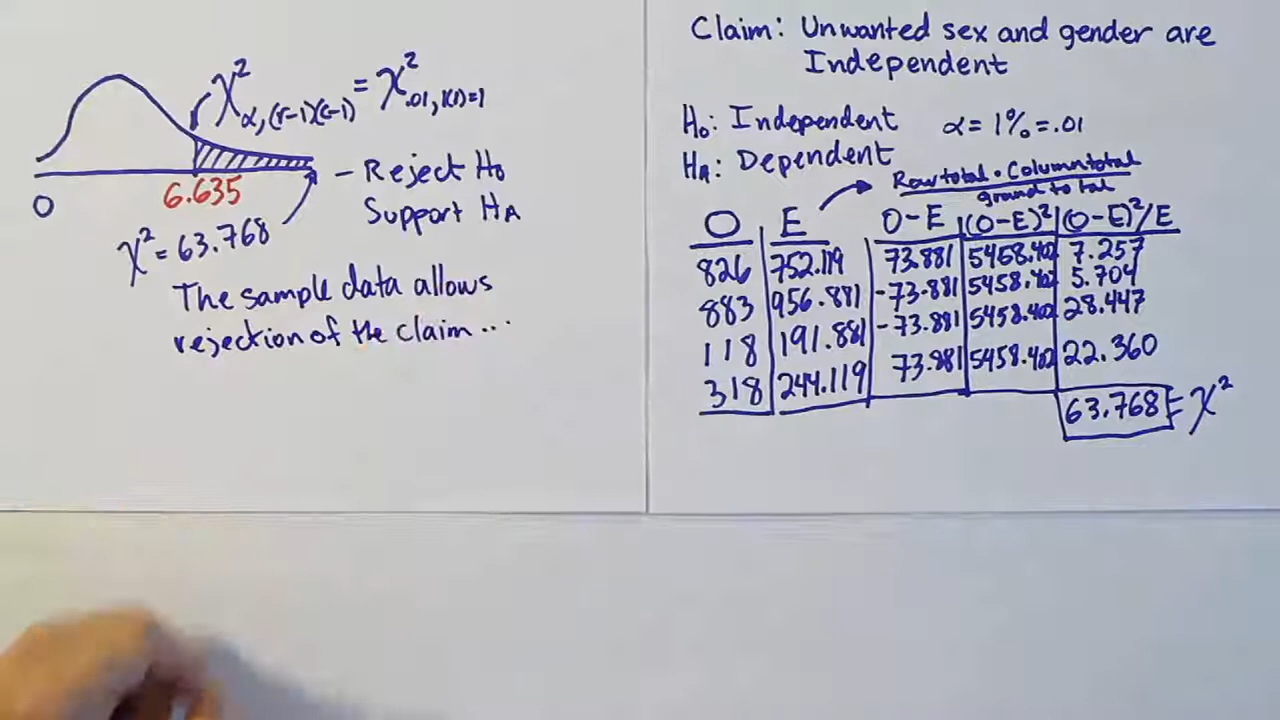 χ²α,(r-1)(c-1) = χ².01,1(1)=1
0
6.635
- Reject H₀
Support HA
χ² = 63.768
The sample data allows
rejection of the claim...
Claim: Unwanted sex and gender are
Independent
H₀: Independent α = 1% = .01
HA: Dependent
Row total · Column total
grand total
O E O-E (O-E)² (O-E)²/E
826 752.119 73.881 5458.402 7.257
883 956.881 -73.881 5458.402 5.704
118 191.881 -73.881 5458.402 28.447
318 244.119 73.881 5458.402 22.360
63.768 = χ²